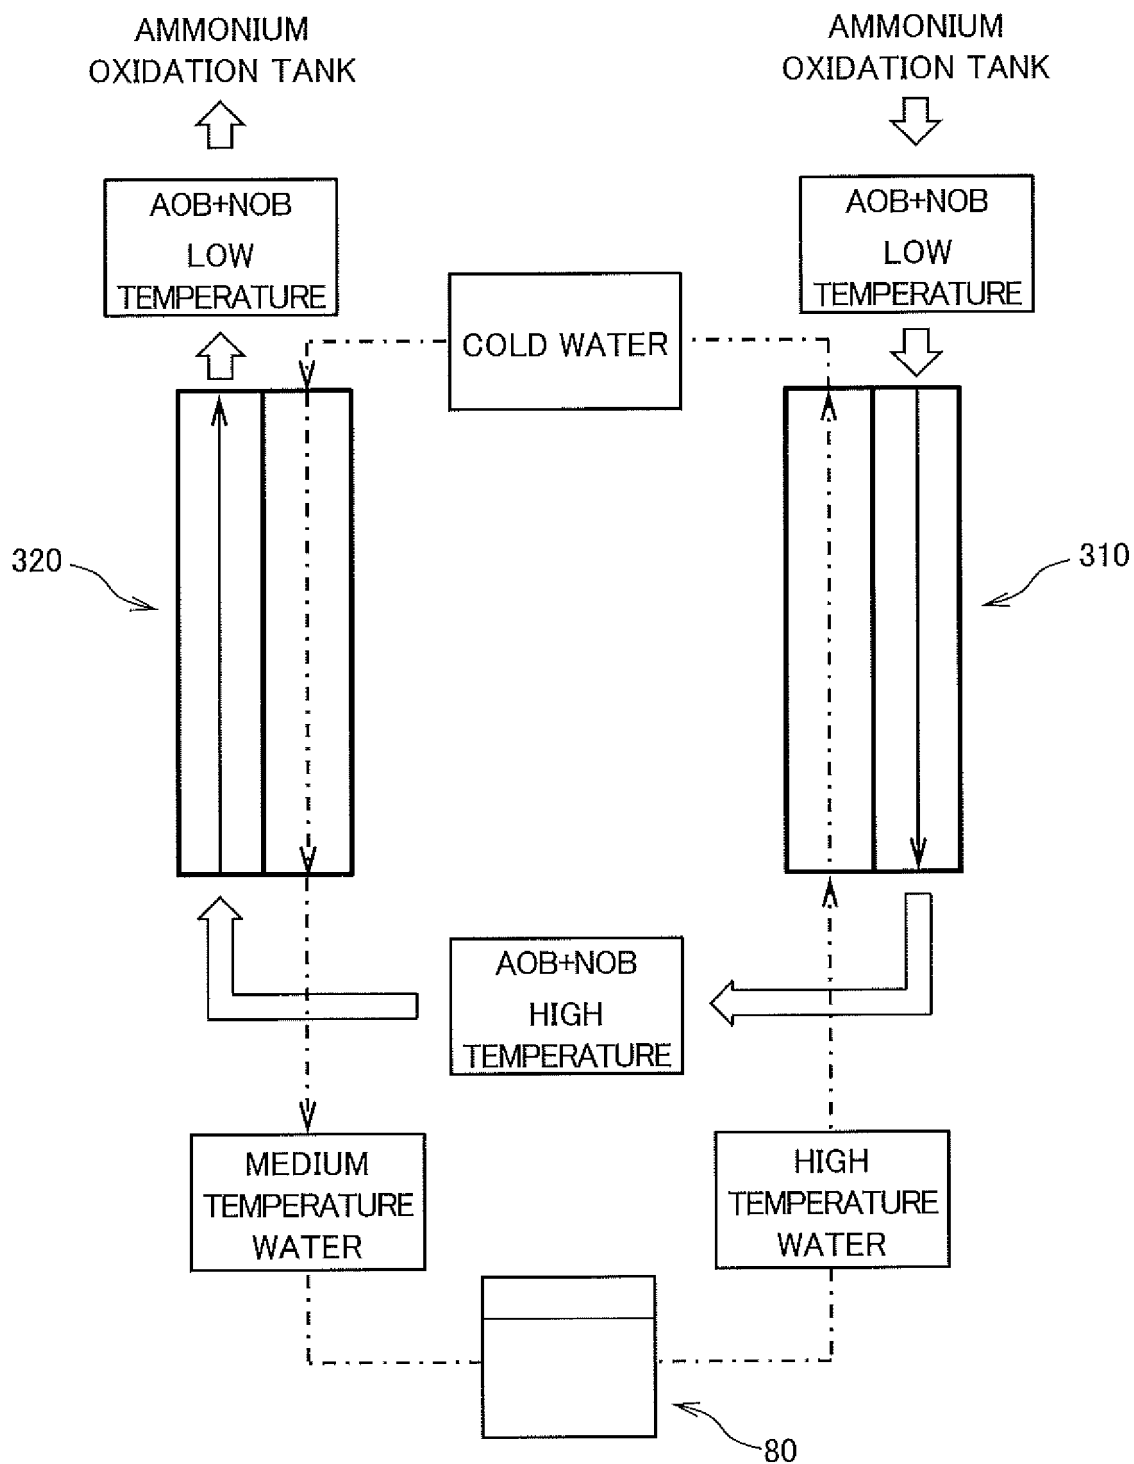 AMMONIUM
OXIDATION TANK
AMMONIUM
OXIDATION TANK
AOB+NOB
LOW
TEMPERATURE
AOB+NOB
LOW
TEMPERATURE
COLD WATER
320
310
AOB+NOB
HIGH
TEMPERATURE
MEDIUM
TEMPERATURE
WATER
HIGH
TEMPERATURE
WATER
80